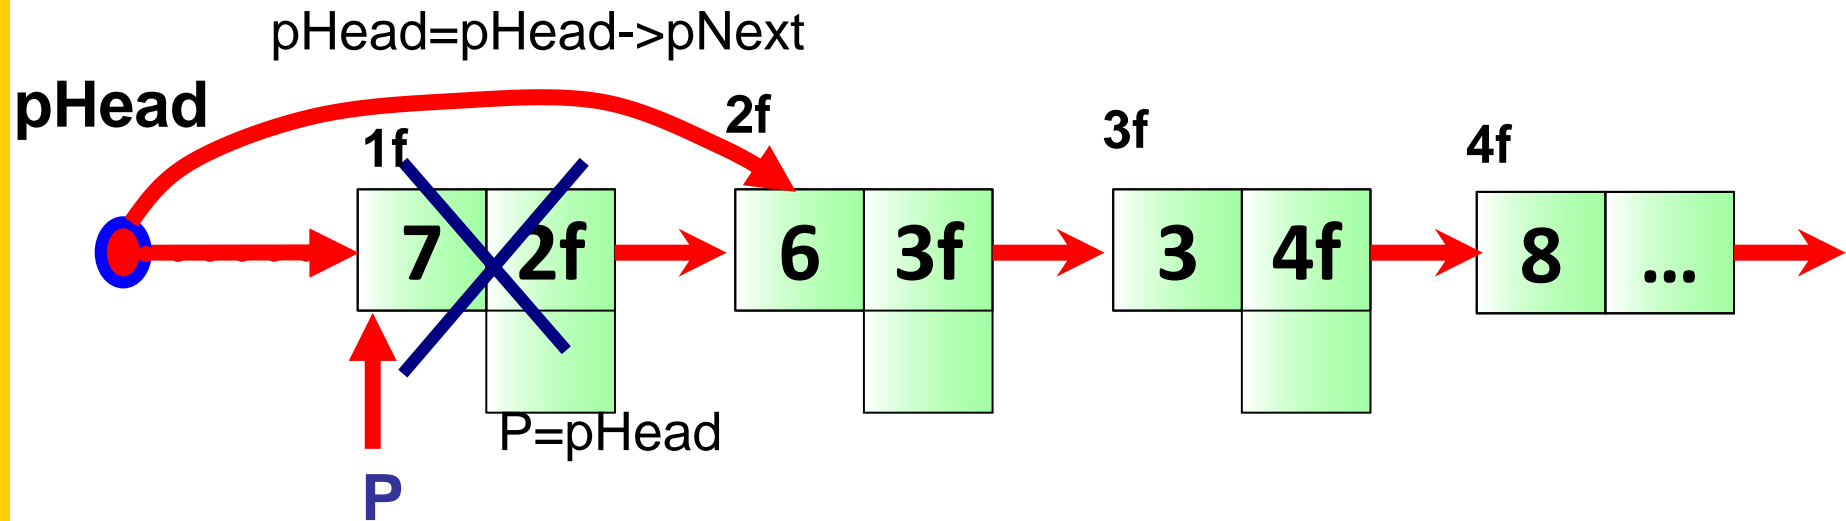 pHead=pHead->pNext
pHead
1f
2f
3f
4f
7 2f
6 3f
3 4f
8 ...
P=pHead
P